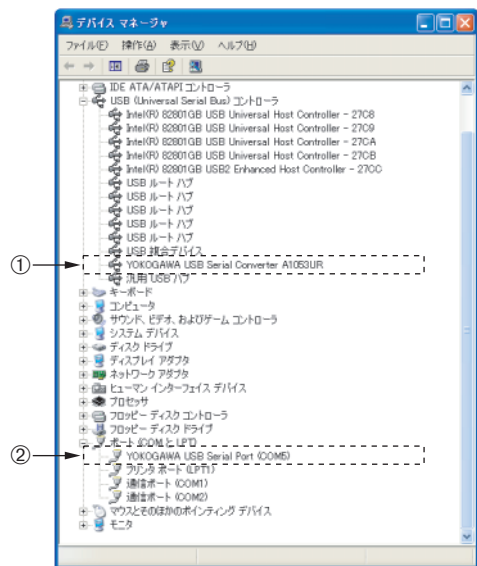 デバイス マネージャ
ファイル(F) 操作(A) 表示(V) ヘルプ(H)
IDE ATA/ATAPI コントローラ
USB (Universal Serial Bus) コントローラ
Intel(R) 82801GB USB Universal Host Controller - 27C8
Intel(R) 82801GB USB Universal Host Controller - 27C9
Intel(R) 82801GB USB Universal Host Controller - 27CA
Intel(R) 82801GB USB Universal Host Controller - 27CB
Intel(R) 82801GB USB2 Enhanced Host Controller - 27CC
USB ルート ハブ
USB ルート ハブ
USB ルート ハブ
USB ルート ハブ
USB ルート ハブ
USB 複合デバイス
① YOKOGAWA USB Serial Converter A1053UR
汎用 USB ハブ
キーボード
コンピュータ
サウンド、ビデオ、およびゲーム コントローラ
システム デバイス
ディスク ドライブ
ディスプレイ アダプタ
ネットワーク アダプタ
ヒューマン インターフェイス デバイス
プロセッサ
フロッピー ディスク コントローラ
フロッピー ディスク ドライブ
ポート (COM と LPT)
② YOKOGAWA USB Serial Port (COM5)
プリンタ ポート (LPT1)
通信ポート (COM1)
通信ポート (COM2)
マウスとそのほかのポインティング デバイス
モニタ